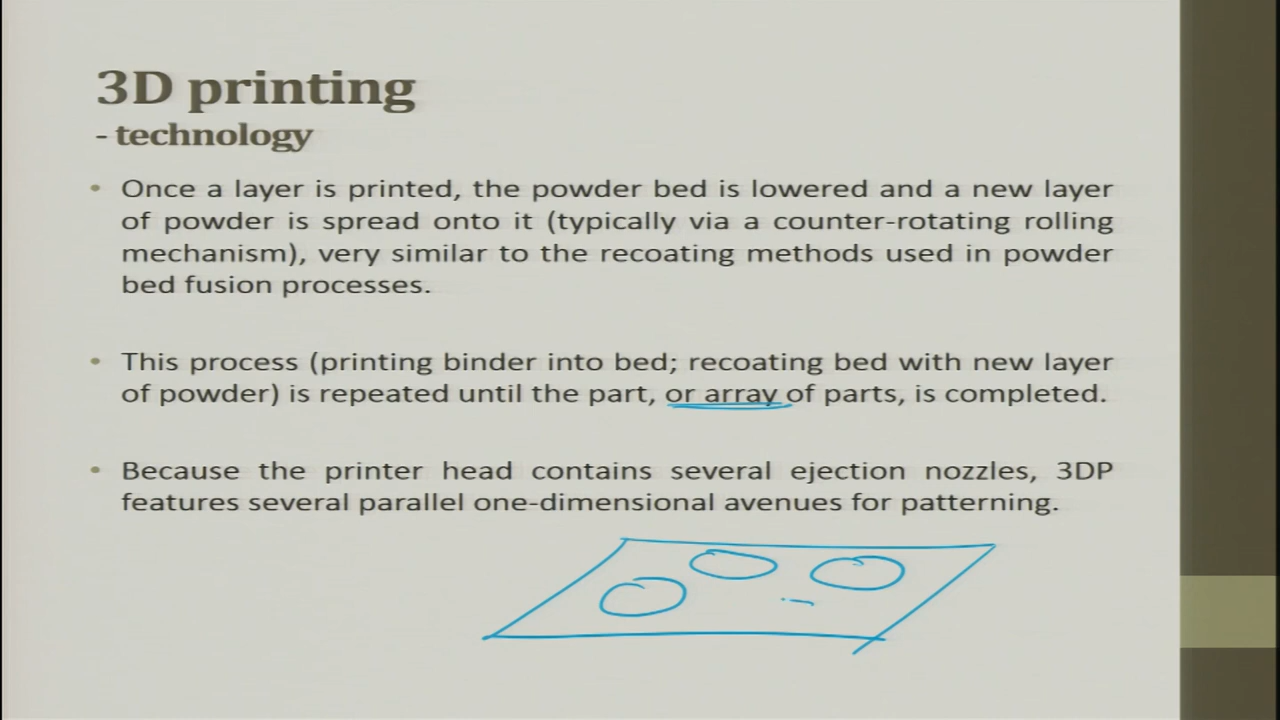 3D printing
- technology
• Once a layer is printed, the powder bed is lowered and a new layer
of powder is spread onto it (typically via a counter-rotating rolling
mechanism), very similar to the recoating methods used in powder
bed fusion processes.
• This process (printing binder into bed; recoating bed with new layer
of powder) is repeated until the part, or array of parts, is completed.
• Because the printer head contains several ejection nozzles, 3DP
features several parallel one-dimensional avenues for patterning.